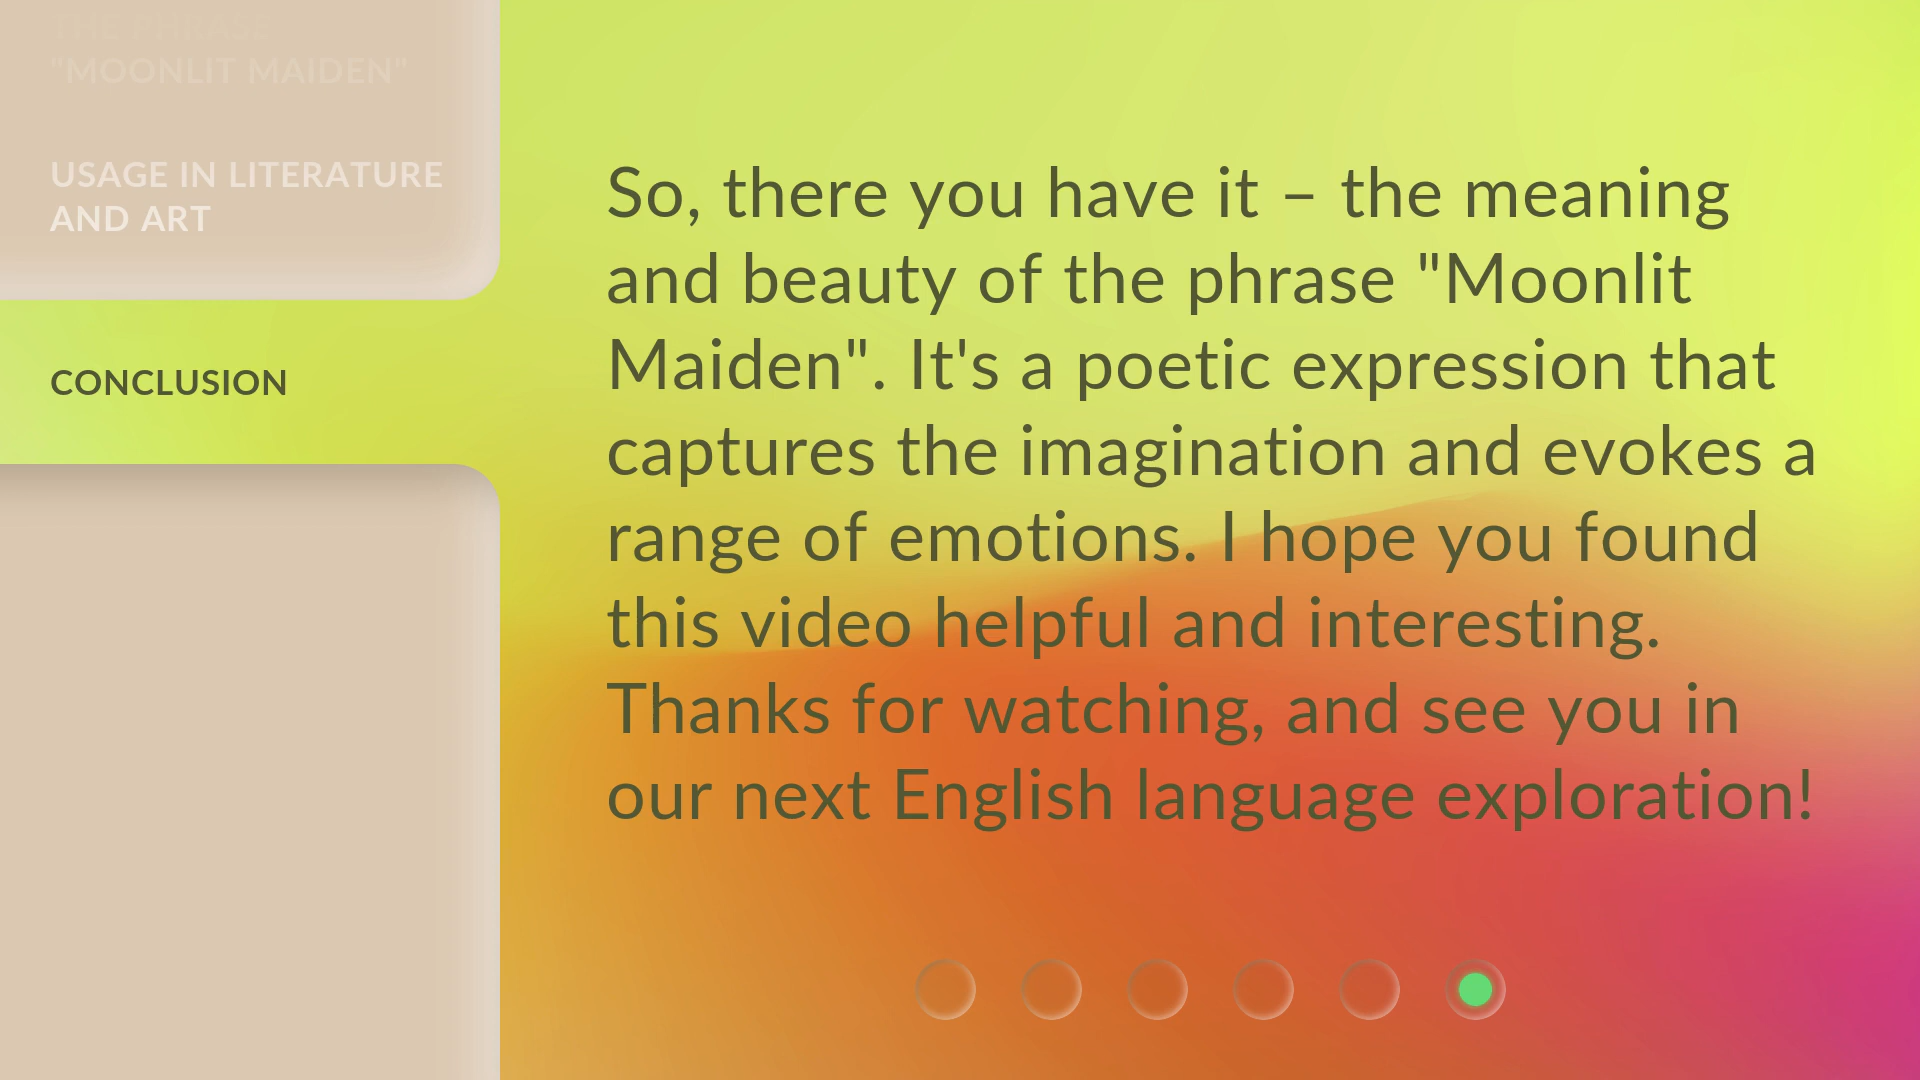 THE PHRASE
"MOONLIT MAIDEN"
USAGE IN LITERATURE
AND ART
CONCLUSION
So, there you have it – the meaning
and beauty of the phrase "Moonlit
Maiden". It's a poetic expression that
captures the imagination and evokes a
range of emotions. I hope you found
this video helpful and interesting.
Thanks for watching, and see you in
our next English language exploration!